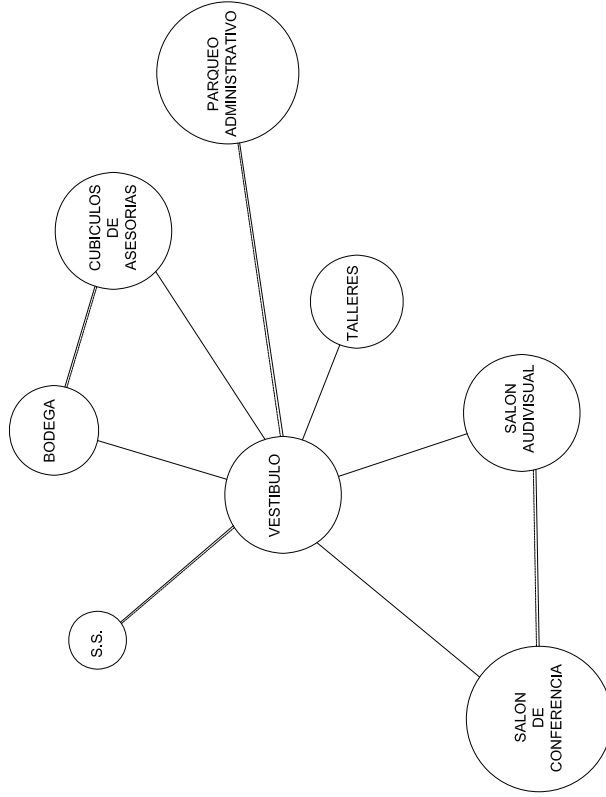 PARQUEO
ADMINISTRATIVO
CUBICULOS
DE
ASESORIAS
TALLERES
BODEGA
SALON
AUDIVISUAL
VESTIBULO
S.S.
SALON
DE
CONFERENCIA